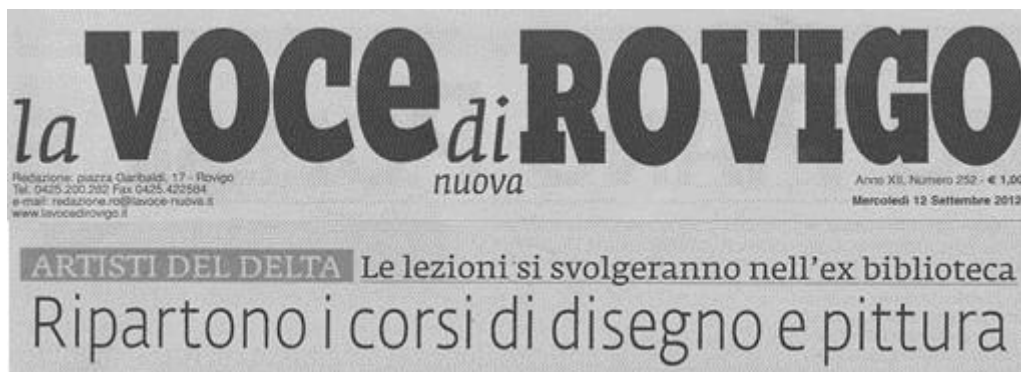 la VOCe di ROVIGO
nuova
Redazione: piazza Garibaldi, 17 - Rovigo
Tel. 0425.200.282 Fax 0425.422584
e-mail: redazione.ro@lavoce-nuova.it
www.lavocedirovigo.it
Anno XII, Numero 252 - € 1,00
Mercoledì 12 Settembre 2012
ARTISTI DEL DELTA Le lezioni si svolgeranno nell'ex biblioteca
Ripartono i corsi di disegno e pittura